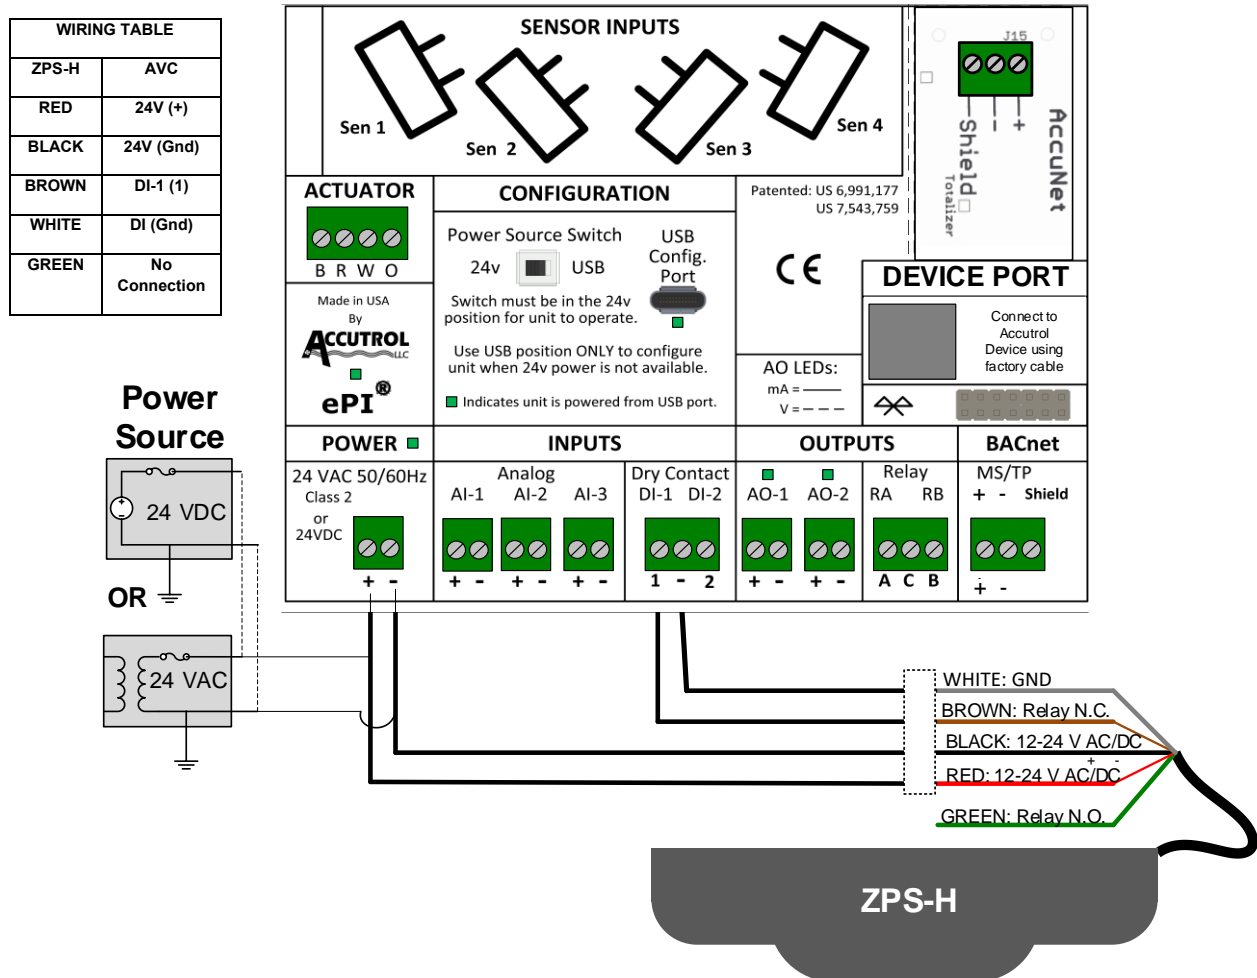 WIRING TABLE
ZPS-H AVC
RED 24V (+)
BLACK 24V (Gnd)
BROWN DI-1 (1)
WHITE DI (Gnd)
GREEN No
Connection
SENSOR INPUTS
Sen 1
Sen 2
Sen 3
Sen 4
J15
Shield - +
Totalizer
AccuNet
ACTUATOR
B R W O
Made in USA
By
ACCUTROL
LLC
ePI®
CONFIGURATION
Power Source Switch
24v USB
USB
Config.
Port
Switch must be in the 24v
position for unit to operate.
Use USB position ONLY to configure
unit when 24v power is not available.
Indicates unit is powered from USB port.
Patented: US 6,991,177
US 7,543,759
CE
AO LEDs:
mA =
V =
DEVICE PORT
Connect to
Accutrol
Device using
factory cable
POWER
24 VAC 50/60Hz
Class 2
or
24VDC
+ -
INPUTS
Analog
AI-1 AI-2 AI-3
+ - + - + -
Dry Contact
DI-1 DI-2
1 - 2
OUTPUTS
AO-1 AO-2
+ - + -
Relay
RA RB
A C B
BACnet
MS/TP
+ - Shield
+ -
Power
Source
24 VDC
OR
24 VAC
WHITE: GND
BROWN: Relay N.C.
BLACK: 12-24 V AC/DC
+ -
RED: 12-24 V AC/DC
GREEN: Relay N.O.
ZPS-H